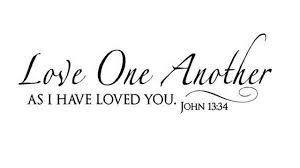 Love One Another
AS I HAVE LOVED YOU. JOHN 13:34